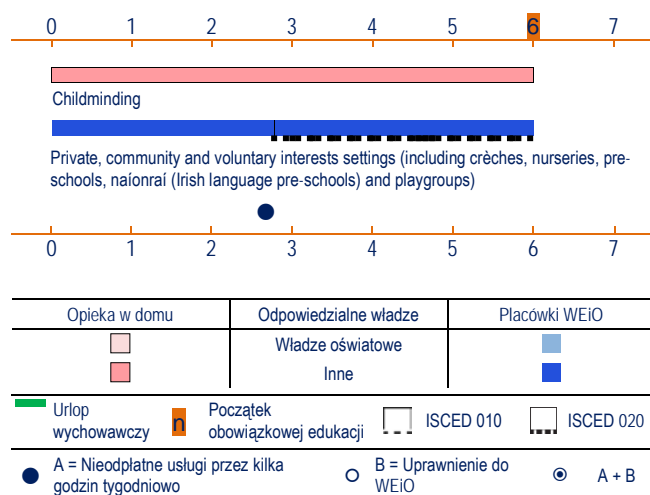 0 1 2 3 4 5 6 7
Childminding
Private, community and voluntary interests settings (including crèches, nurseries, pre-
schools, naíonraí (Irish language pre-schools) and playgroups)
0 1 2 3 4 5 6 7
Opieka w domu Odpowiedzialne władze Placówki WEiO
Władze oświatowe
Inne
Urlop
wychowawczy
n
Początek
obowiązkowej edukacji
ISCED 010
ISCED 020
A = Nieodpłatne usługi przez kilka
godzin tygodniowo
B = Uprawnienie do
WEiO
A + B